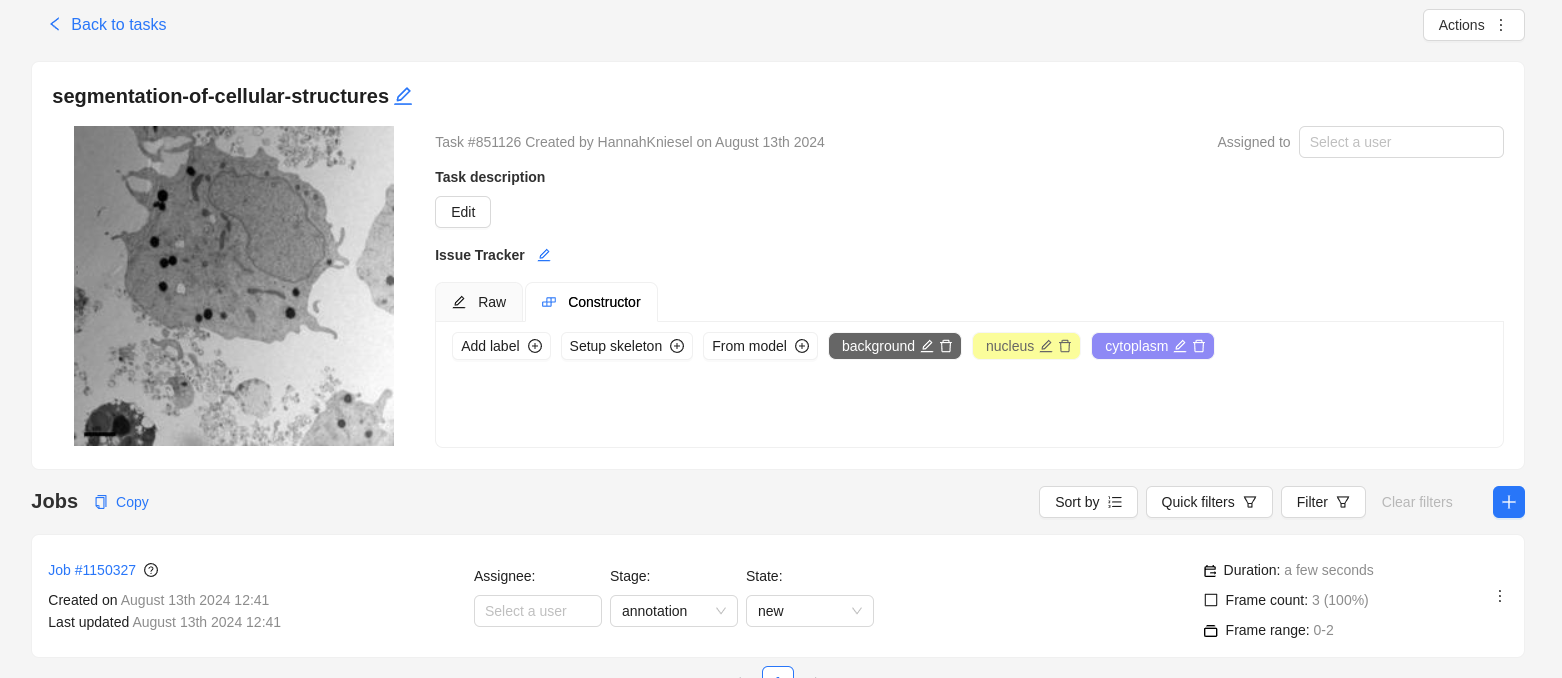 Back to tasks
Actions
segmentation-of-cellular-structures
Task #851126 Created by HannahKniesel on August 13th 2024
Assigned to
Select a user
Task description
Edit
Issue Tracker
Raw
Constructor
Add label
Setup skeleton
From model
background
nucleus
cytoplasm
Jobs
Copy
Sort by
Quick filters
Filter
Clear filters
Job #1150327
Created on August 13th 2024 12:41
Last updated August 13th 2024 12:41
Assignee:
Select a user
Stage:
annotation
State:
new
Duration: a few seconds
Frame count: 3 (100%)
Frame range: 0-2